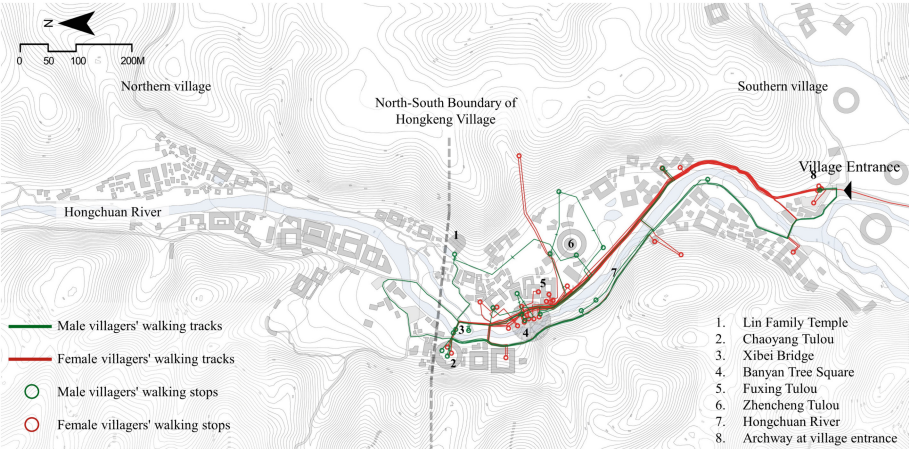 N
0 50 100 200M
Northern village
Southern village
North-South Boundary of
Hongkeng Village
Village Entrance
8
Hongchuan River
1
6
7
5
4
3
2
Male villagers' walking tracks
Female villagers' walking tracks
Male villagers' walking stops
Female villagers' walking stops
1. Lin Family Temple
2. Chaoyang Tulou
3. Xibei Bridge
4. Banyan Tree Square
5. Fuxing Tulou
6. Zhencheng Tulou
7. Hongchuan River
8. Archway at village entrance